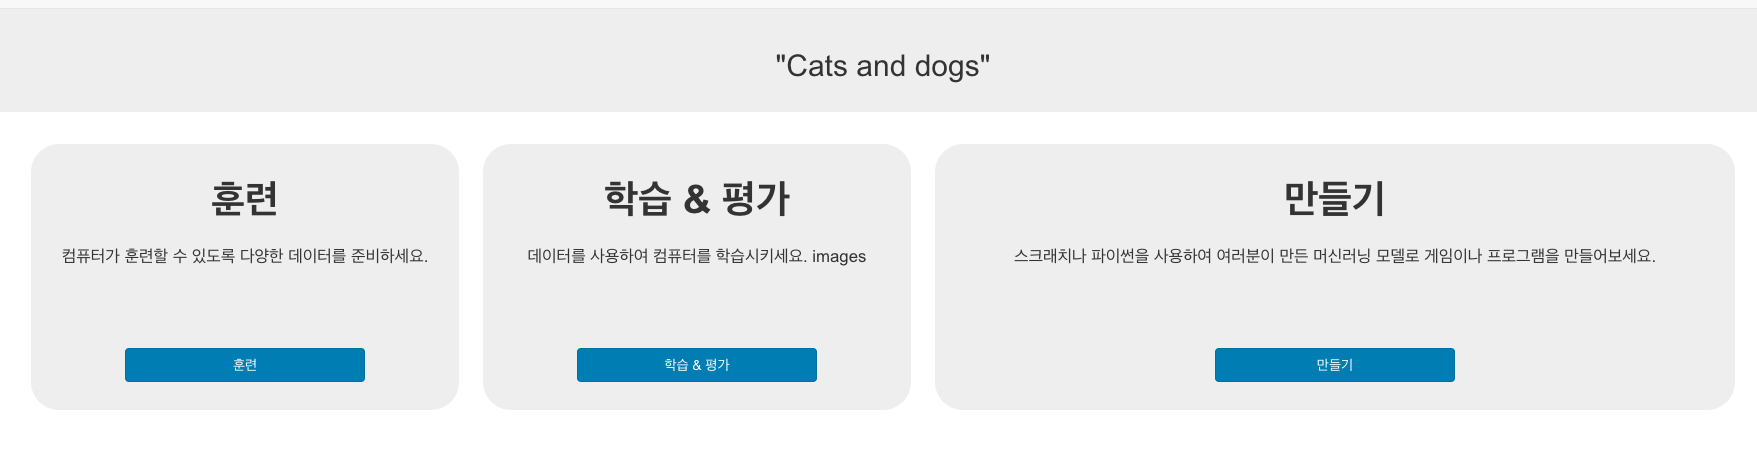 "Cats and dogs"
훈련
컴퓨터가 훈련할 수 있도록 다양한 데이터를 준비하세요.
훈련
학습 & 평가
데이터를 사용하여 컴퓨터를 학습시키세요. images
학습 & 평가
만들기
스크래치나 파이썬을 사용하여 여러분이 만든 머신러닝 모델로 게임이나 프로그램을 만들어보세요.
만들기